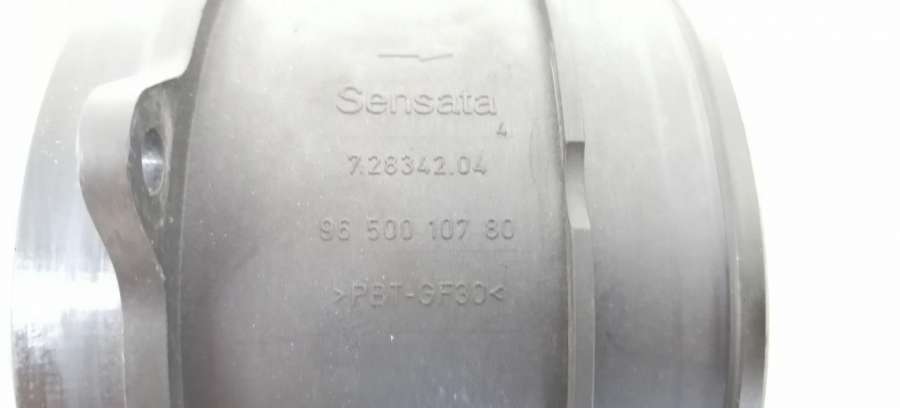 Sensata
4
7.28342.04
96 500 107 80
>PBT-GF30<